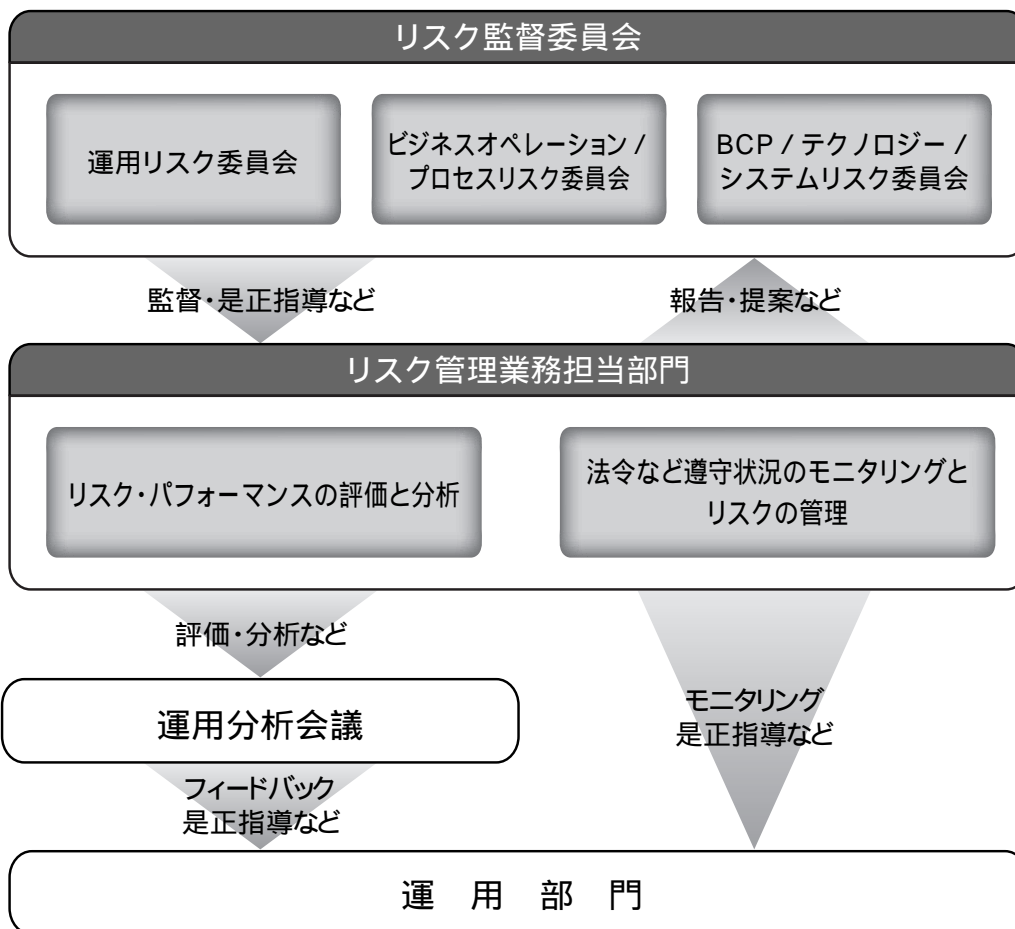 リスク監督委員会
運用リスク委員会
ビジネスオペレーション /
プロセスリスク委員会
BCP / テクノロジー /
システムリスク委員会
監督・是正指導など
報告・提案など
リスク管理業務担当部門
リスク・パフォーマンスの評価と分析
法令など遵守状況のモニタリングと
リスクの管理
評価・分析など
運用分析会議
モニタリング
是正指導など
フィードバック
是正指導など
運 用 部 門